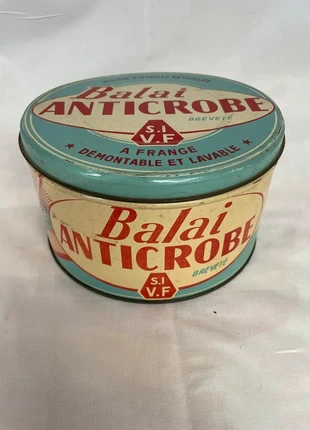 Balai
ANTICROBE
BREVETÉ
S.I
V.F
A FRANGE
★ DÉMONTABLE ET LAVABLE ★
Balai
ANTICROBE
BREVETÉ
S.I
V.F